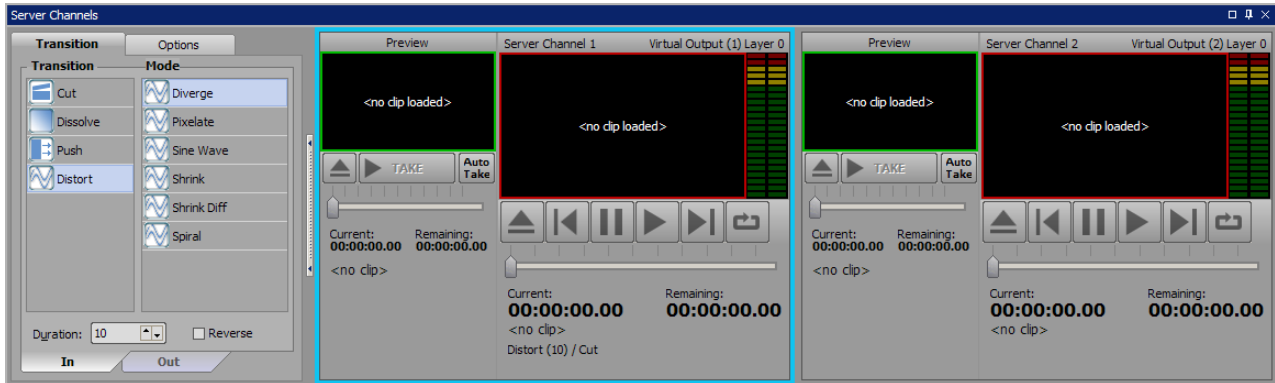 Server Channels
Transition Options
Transition Mode
Cut
Dissolve
Push
Distort
Diverge
Pixelate
Sine Wave
Shrink
Shrink Diff
Spiral
Duration: 10 Reverse
In Out
Preview
<no clip loaded>
TAKE
Auto
Take
Current: Remaining:
00:00:00.00 00:00:00.00
<no clip>
Server Channel 1 Virtual Output (1) Layer 0
<no clip loaded>
Current: Remaining:
00:00:00.00 00:00:00.00
<no clip>
Distort (10) / Cut
Preview
<no clip loaded>
TAKE
Auto
Take
Current: Remaining:
00:00:00.00 00:00:00.00
<no clip>
Server Channel 2 Virtual Output (2) Layer 0
<no clip loaded>
Current: Remaining:
00:00:00.00 00:00:00.00
<no clip>